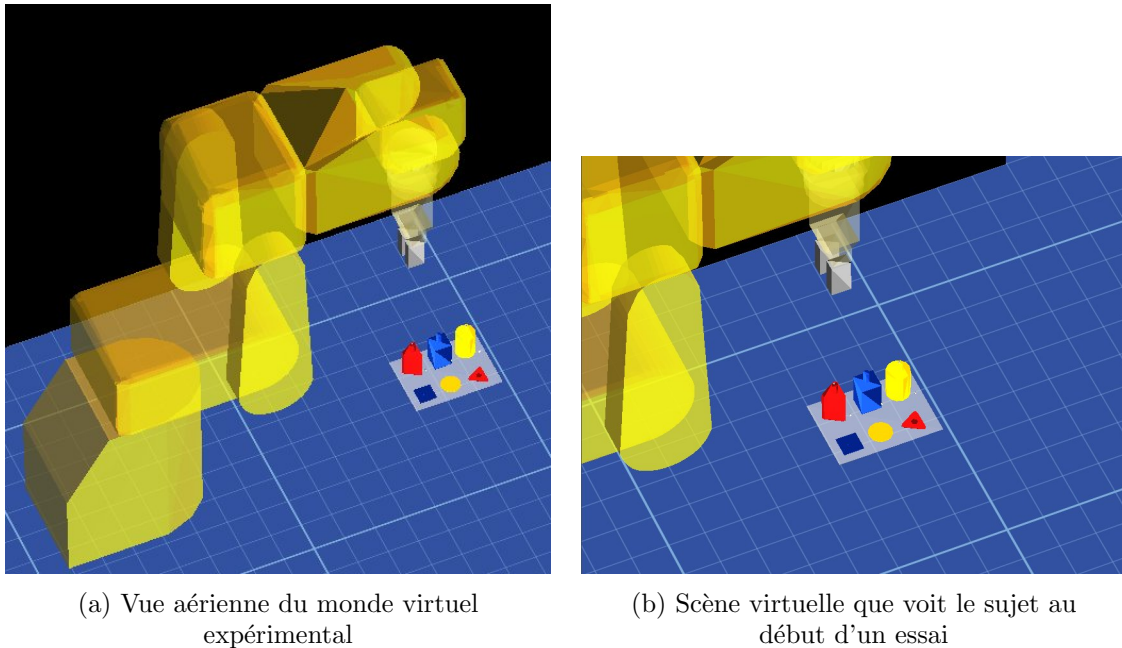 (a) Vue aérienne du monde virtuel
expérimental
(b) Scène virtuelle que voit le sujet au
début d'un essai